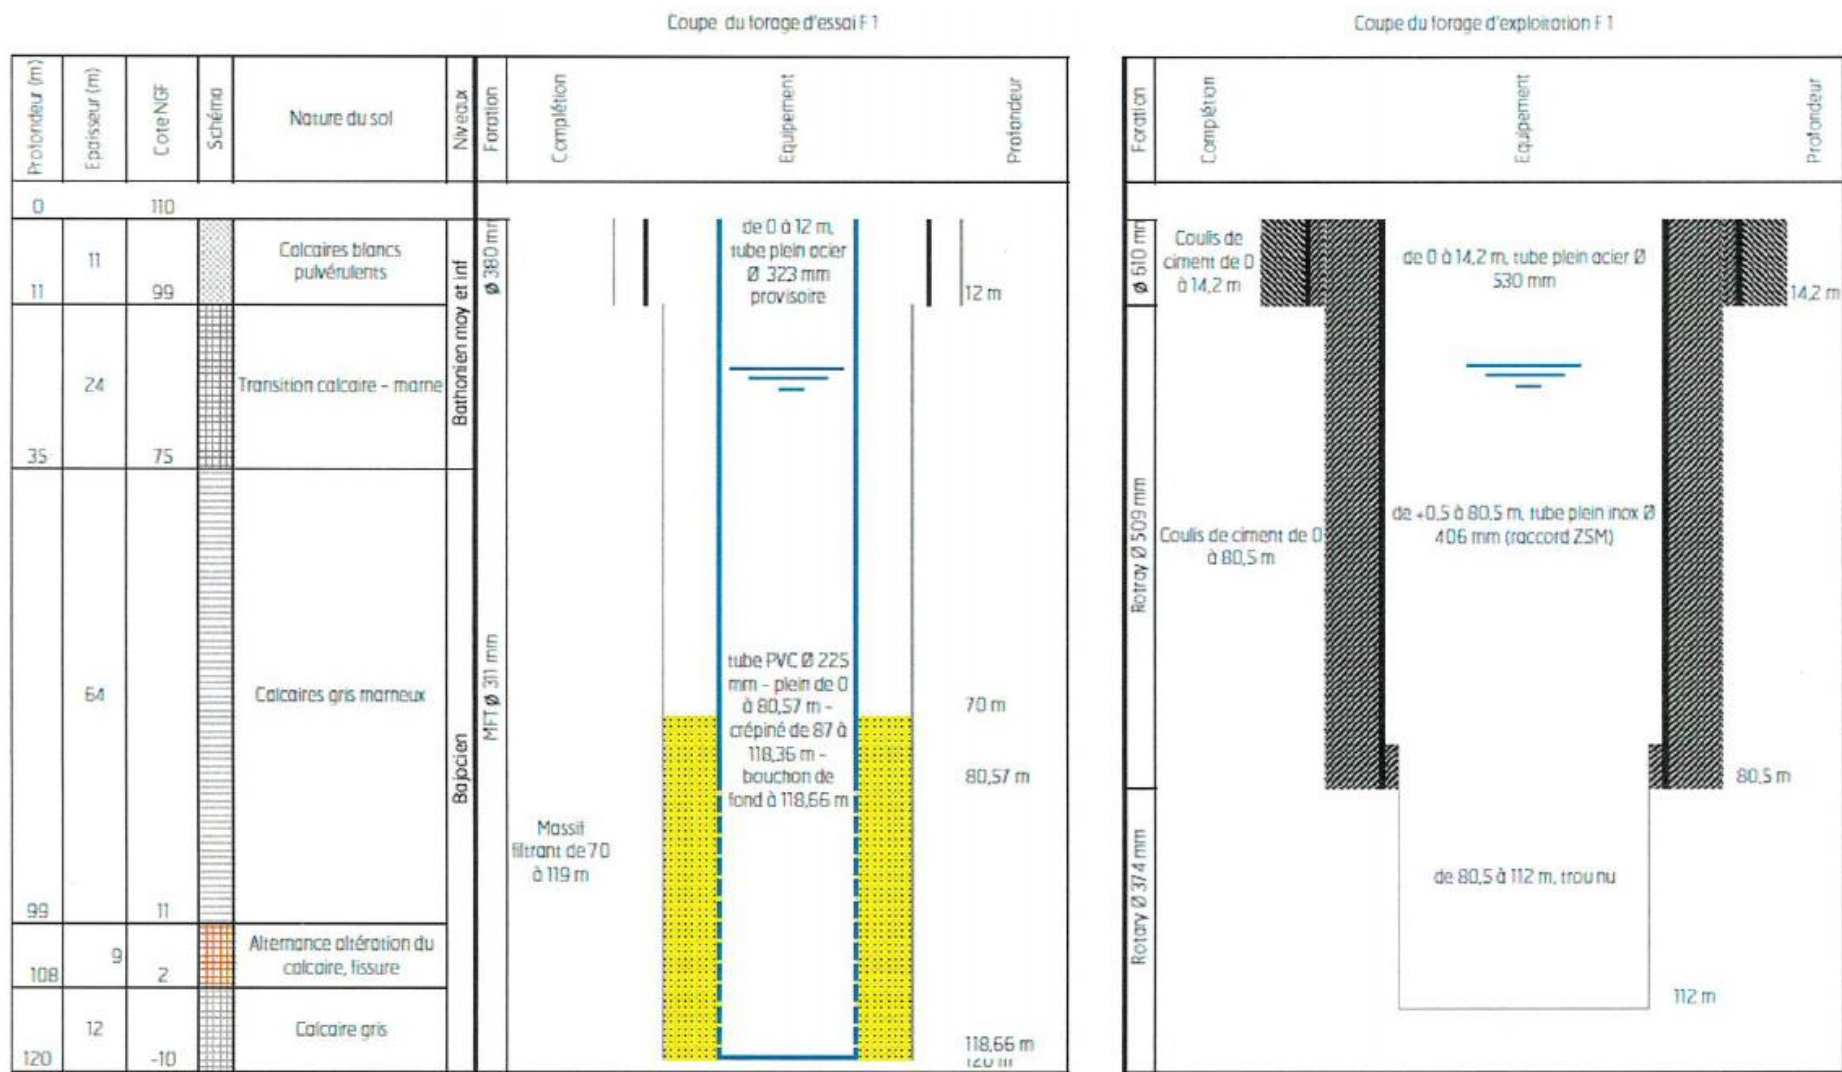 Coupe du forage d'essai F 1
Coupe du forage d'exploitation F 1
Profondeur (m)
Epaisseur (m)
Cote NGF
Schéma
Nature du sol
Niveaux
Foration
Complétion
Equipement
Profondeur
Foration
Complétion
Equipement
Profondeur
0
110
11
Calcaires blancs
pulvérulents
11
99
24
Transition calcaire - marne
35
75
64
Calcaires gris marneux
99
11
9
Alternance altération du
calcaire, fissure
108
2
12
Calcaire gris
120
-10
Bathonien moy et inf
Bajocien
Ø 380 mm
MFT Ø 311 mm
de 0 à 12 m,
tube plein acier
Ø 323 mm
provisoire
12 m
tube PVC Ø 225
mm - plein de 0
à 80,57 m -
crépiné de 87 à
118,36 m -
bouchon de
fond à 118,66 m
70 m
80,57 m
Massif
filtrant de 70
à 119 m
118,66 m
120 m
Ø 610 mm
Rotray Ø 509 mm
Rotary Ø 374 mm
Coulis de
ciment de 0
à 14,2 m
de 0 à 14,2 m, tube plein acier Ø
530 mm
14,2 m
Coulis de ciment de 0
à 80,5 m
de +0,5 à 80,5 m, tube plein inox Ø
406 mm (raccord ZSM)
80,5 m
de 80,5 à 112 m, trou nu
112 m